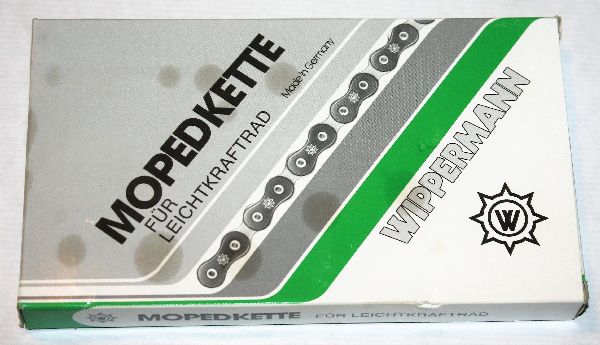 MOPEDKETTE
FÜR
LEICHTKRAFTRAD
Made in Germany
WIPPERMANN
W
MOPEDKETTE FÜR LEICHTKRAFTRAD